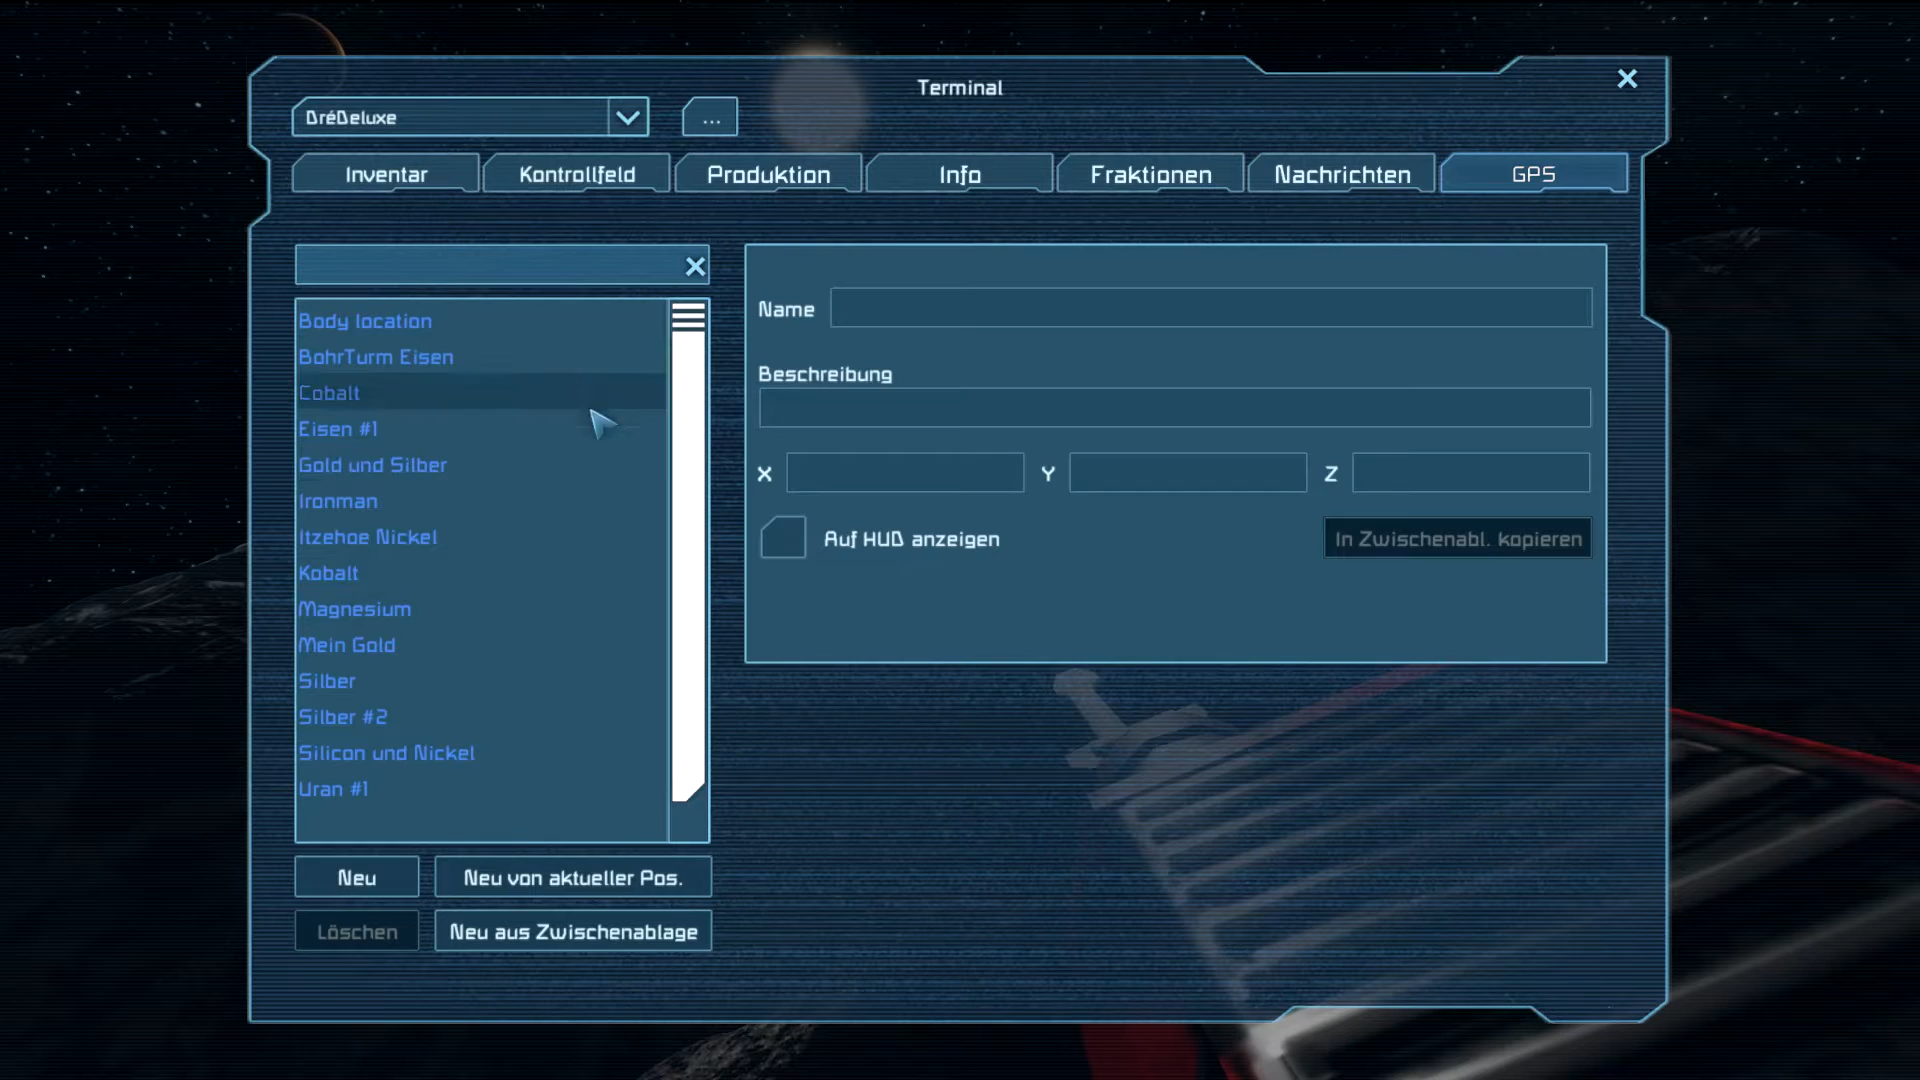 Terminal
DréDeluxe
...
Inventar
Kontrollfeld
Produktion
Info
Fraktionen
Nachrichten
GPS
Body location
BohrTurm Eisen
Cobalt
Eisen #1
Gold und Silber
Ironman
Itzehoe Nickel
Kobalt
Magnesium
Mein Gold
Silber
Silber #2
Silicon und Nickel
Uran #1
Neu
Neu von aktueller Pos.
Löschen
Neu aus Zwischenablage
Name
Beschreibung
X Y Z
Auf HUD anzeigen
In Zwischenabl. kopieren